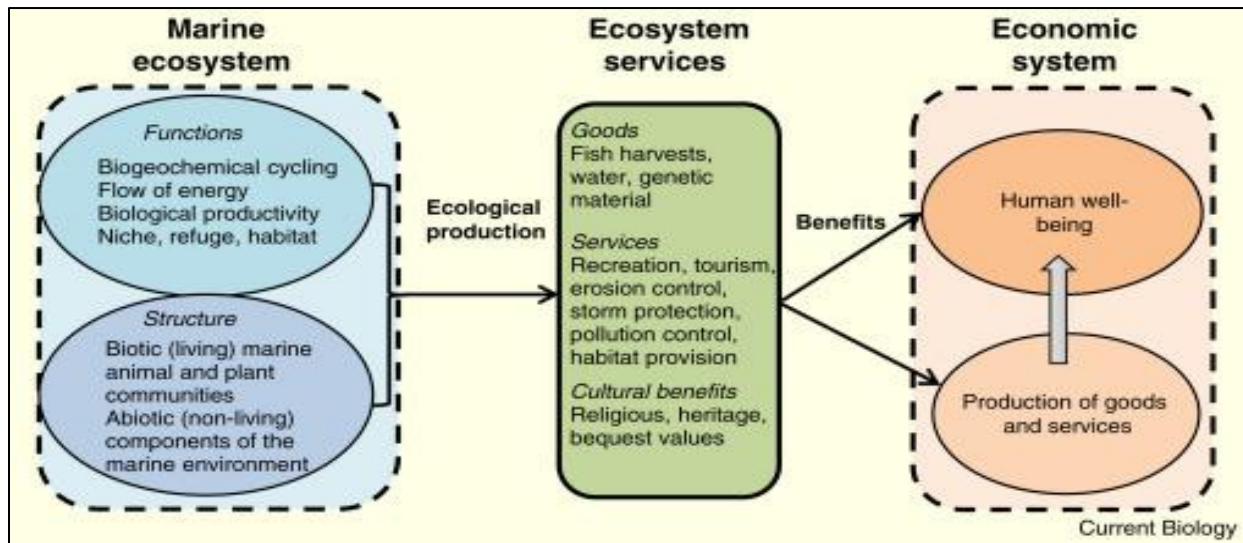 Marine
ecosystem
Functions
Biogeochemical cycling
Flow of energy
Biological productivity
Niche, refuge, habitat
Structure
Biotic (living) marine
animal and plant
communities
Abiotic (non-living)
components of the
marine environment
Ecological
production
Ecosystem
services
Goods
Fish harvests,
water, genetic
material
Services
Recreation, tourism,
erosion control,
storm protection,
pollution control,
habitat provision
Cultural benefits
Religious, heritage,
bequest values
Benefits
Economic
system
Human well-
being
Production of goods
and services
Current Biology